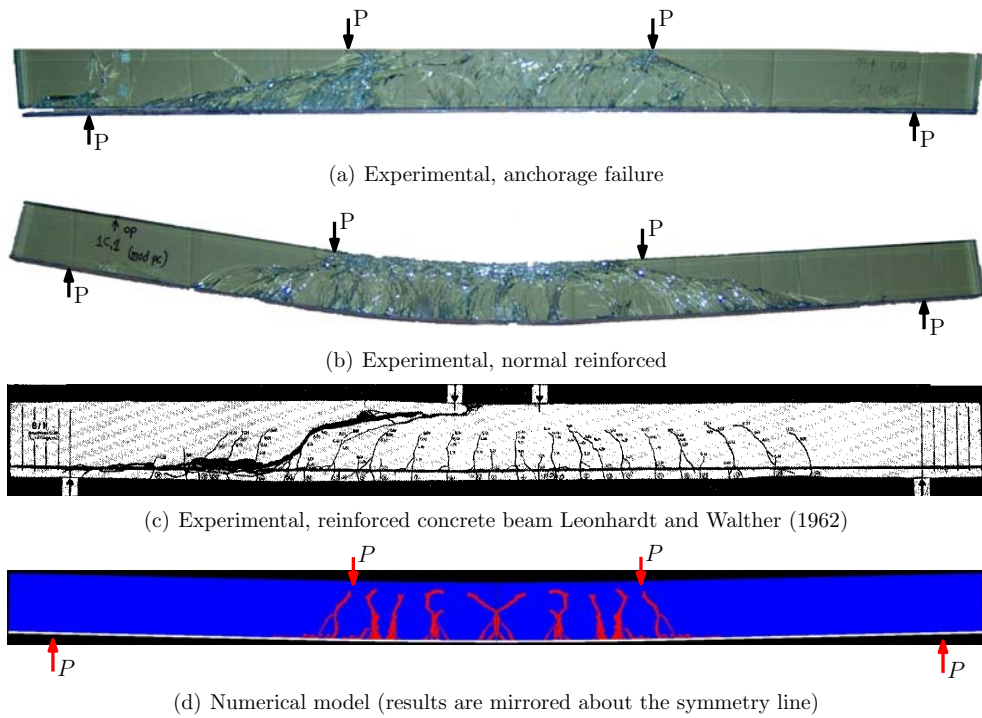 P P
P P
(a) Experimental, anchorage failure
P P
op
1C.1 (mod pc)
P P
(b) Experimental, normal reinforced
(c) Experimental, reinforced concrete beam Leonhardt and Walther (1962)
P P
P P
(d) Numerical model (results are mirrored about the symmetry line)